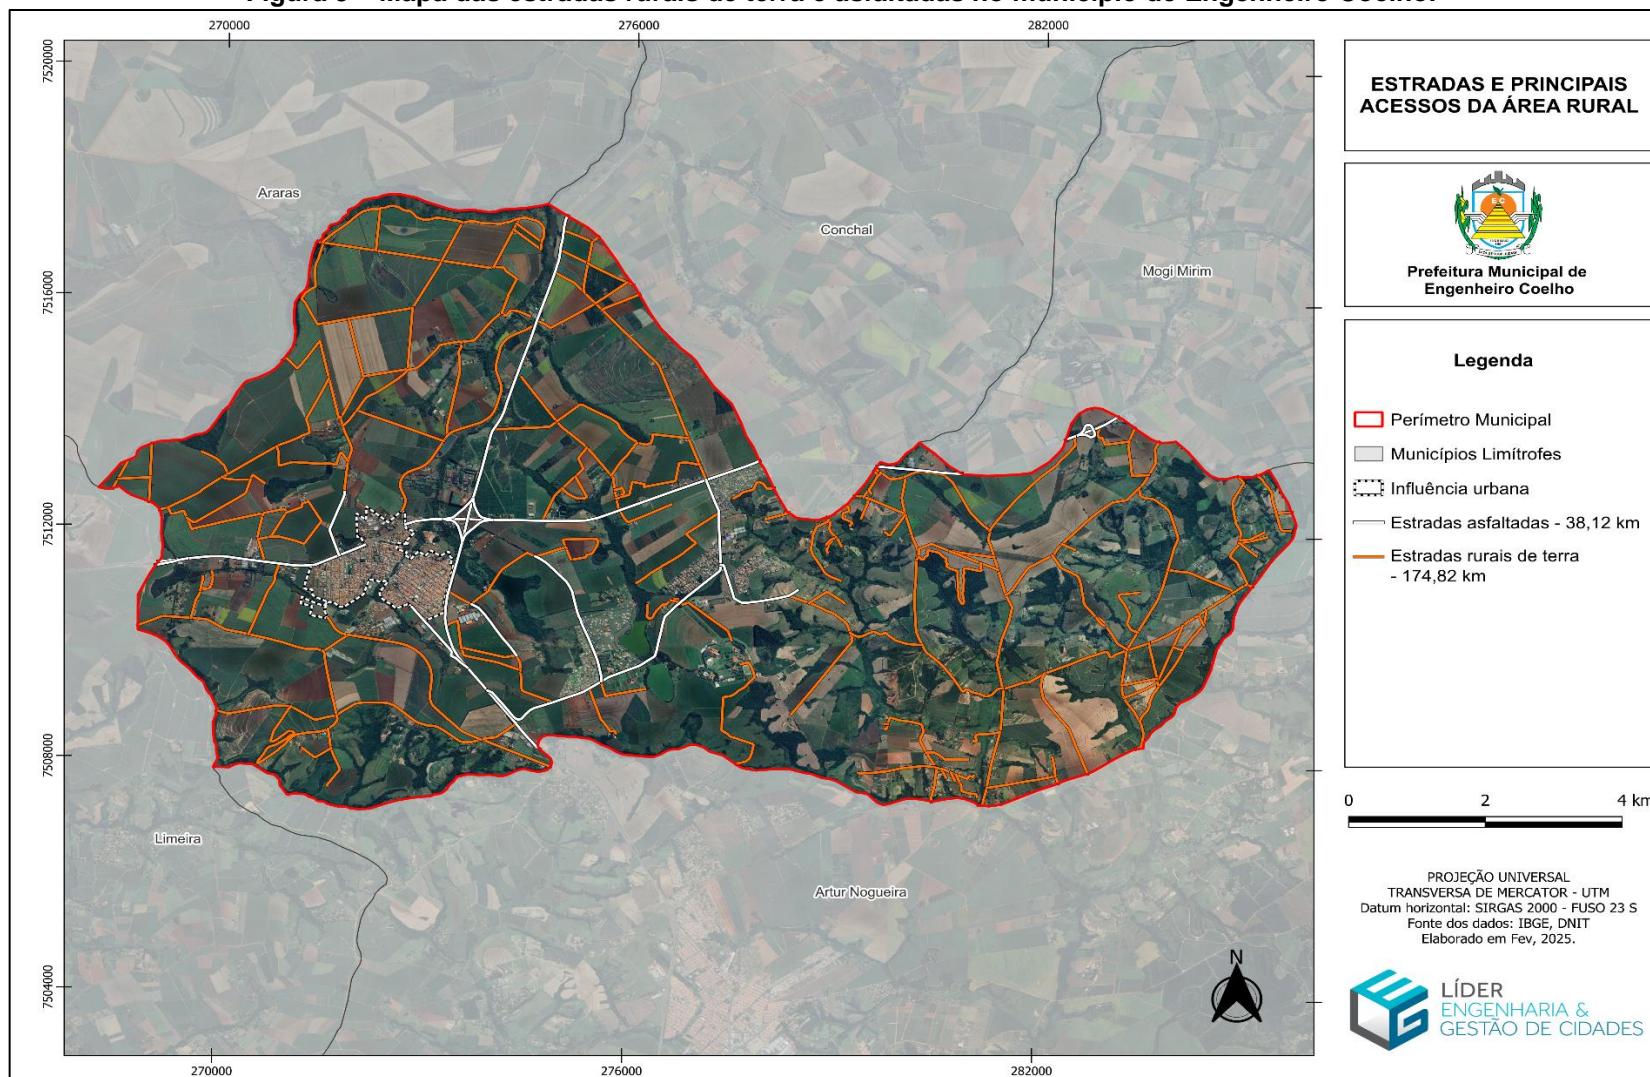 270000
276000
282000
7520000
7516000
7512000
7508000
7504000
Araras
Conchal
Mogi Mirim
Limeira
Artur Nogueira
N
270000
276000
282000
ESTRADAS E PRINCIPAIS
ACESSOS DA ÁREA RURAL
Prefeitura Municipal de
Engenheiro Coelho
Legenda
Perímetro Municipal
Municípios Limítrofes
Influência urbana
Estradas asfaltadas - 38,12 km
Estradas rurais de terra
- 174,82 km
0 2 4 km
PROJEÇÃO UNIVERSAL
TRANSVERSA DE MERCATOR - UTM
Datum horizontal: SIRGAS 2000 - FUSO 23 S
Fonte dos dados: IBGE, DNIT
Elaborado em Fev, 2025.
LÍDER
ENGENHARIA &
GESTÃO DE CIDADES